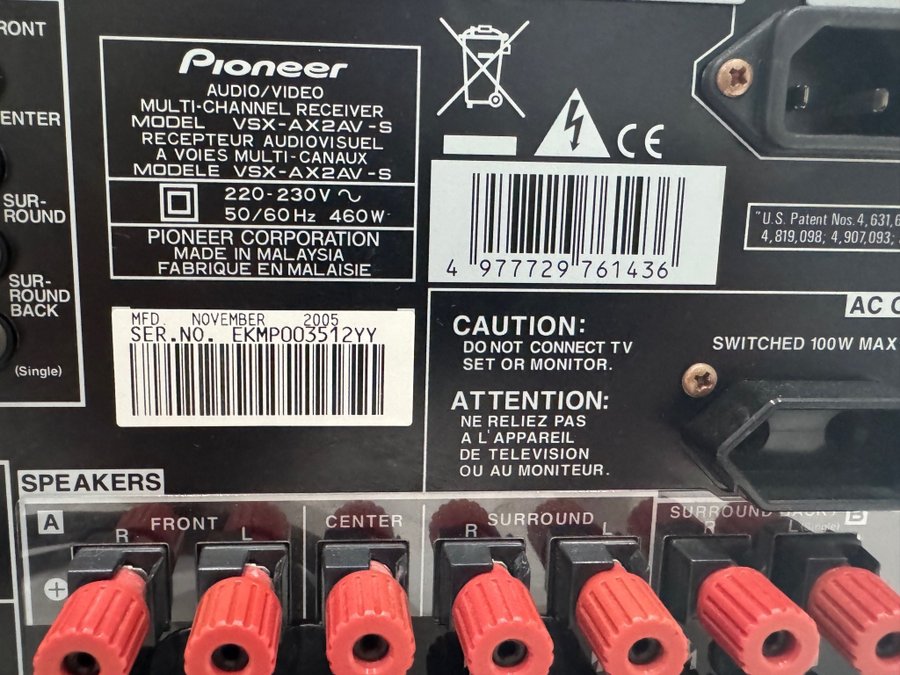 RONT
ENTER
SUR-
ROUND
SUR-
ROUND
BACK
(Single)
Pioneer
AUDIO/VIDEO
MULTI-CHANNEL RECEIVER
MODEL VSX-AX2AV-S
RECEPTEUR AUDIOVISUEL
A VOIES MULTI-CANAUX
MODELE VSX-AX2AV-S
220-230V ~
50/60Hz 460W
PIONEER CORPORATION
MADE IN MALAYSIA
FABRIQUE EN MALAISIE
CE
4 977729 761436
MFD. NOVEMBER 2005
SER.NO. EKMP003512YY
"U.S. Patent Nos. 4,631,6
4,819,098; 4,907,093;
CAUTION:
DO NOT CONNECT TV
SET OR MONITOR.
ATTENTION:
NE RELIEZ PAS
A L'APPAREIL
DE TELEVISION
OU AU MONITEUR.
AC O
SWITCHED 100W MAX
SPEAKERS
A
FRONT
R L
CENTER
SURROUND
R L
SURROUND BACK/ B
R L (Single)
+